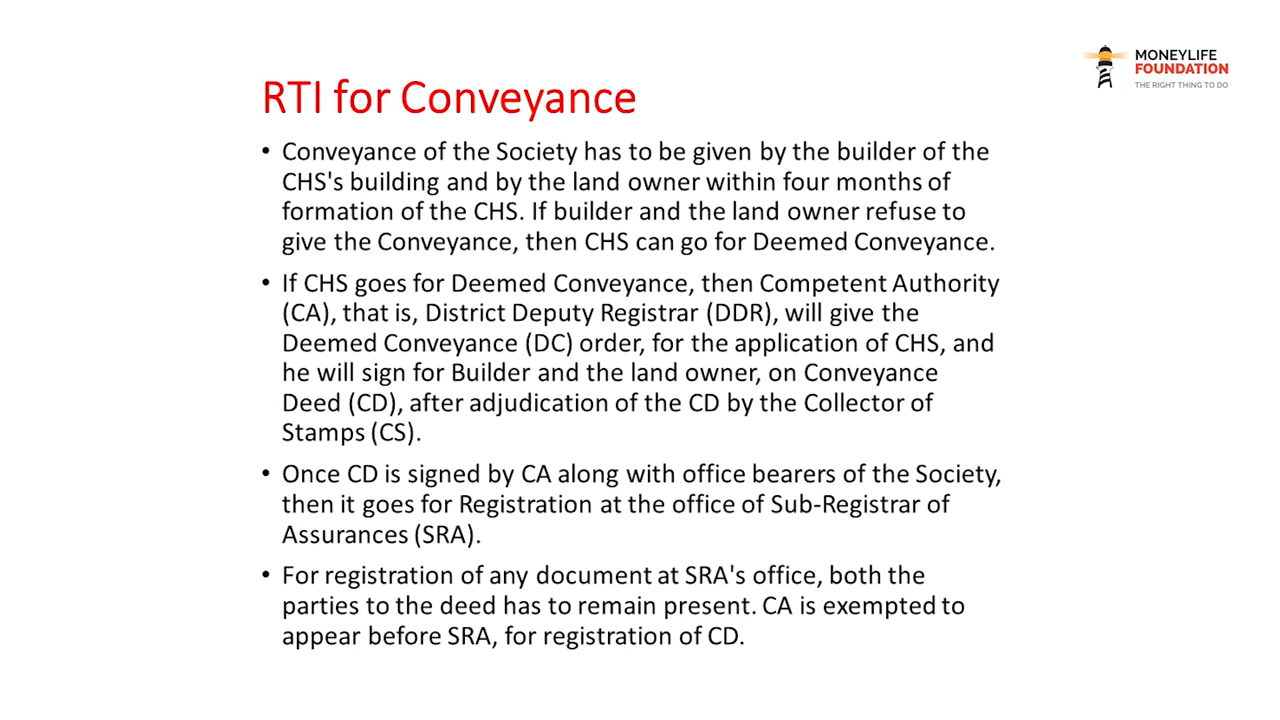 MONEYLIFE
FOUNDATION
THE RIGHT THING TO DO
RTI for Conveyance
• Conveyance of the Society has to be given by the builder of the
CHS's building and by the land owner within four months of
formation of the CHS. If builder and the land owner refuse to
give the Conveyance, then CHS can go for Deemed Conveyance.
• If CHS goes for Deemed Conveyance, then Competent Authority
(CA), that is, District Deputy Registrar (DDR), will give the
Deemed Conveyance (DC) order, for the application of CHS, and
he will sign for Builder and the land owner, on Conveyance
Deed (CD), after adjudication of the CD by the Collector of
Stamps (CS).
• Once CD is signed by CA along with office bearers of the Society,
then it goes for Registration at the office of Sub-Registrar of
Assurances (SRA).
• For registration of any document at SRA's office, both the
parties to the deed has to remain present. CA is exempted to
appear before SRA, for registration of CD.